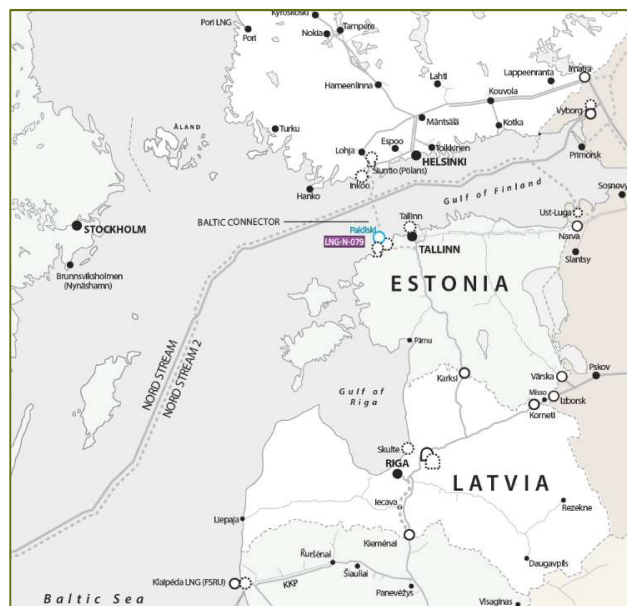 Kyröskoski
Pori LNG
Tampere
Nokia
Pori
Imatra
Lahti
Lappeenranta
Hameenlinna
Kouvola
Vyborg
ÅLAND
Turku
Mäntsälä
Kotka
Lohja
Espoo
Tolkkinen
HELSINKI
Primorsk
Siuntio (Pölans)
Inkoo
Hanko
Sosnovy
Gulf of Finland
BALTIC CONNECTOR
Tallinn
Ust-Luga
STOCKHOLM
Paldiski
LNG-N-079
TALLINN
Narva
Slantsy
Brunnsviksholmen
(Nynäshamn)
ESTONIA
NORD STREAM
NORD STREAM 2
Pärnu
Gulf of
Riga
Karksi
Värska
Pskov
Misso
Izborsk
Korneti
Skulte
RIGA
LATVIA
Iecava
Rezekne
Liepaja
Kiemėnai
Kuršėnai
Daugavpils
Klaipėda LNG (FSRU)
KKP
Šiauliai
Panevėžys
Baltic Sea
Visaginas